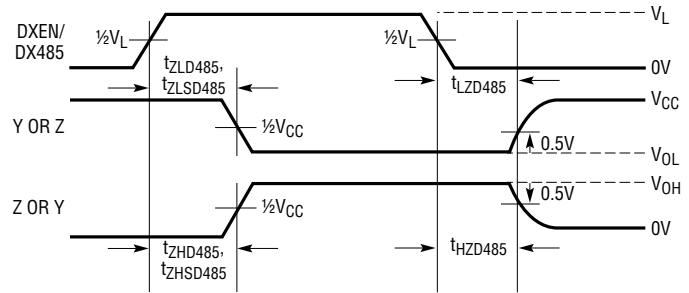 DXEN/
DX485
½V_L
½V_L
V_L
0V
t_ZLD485,
t_ZLSD485
t_LZD485
Y OR Z
½V_CC
V_CC
0.5V
V_OL
Z OR Y
½V_CC
V_OH
0.5V
0V
t_ZHD485,
t_ZHSD485
t_HZD485